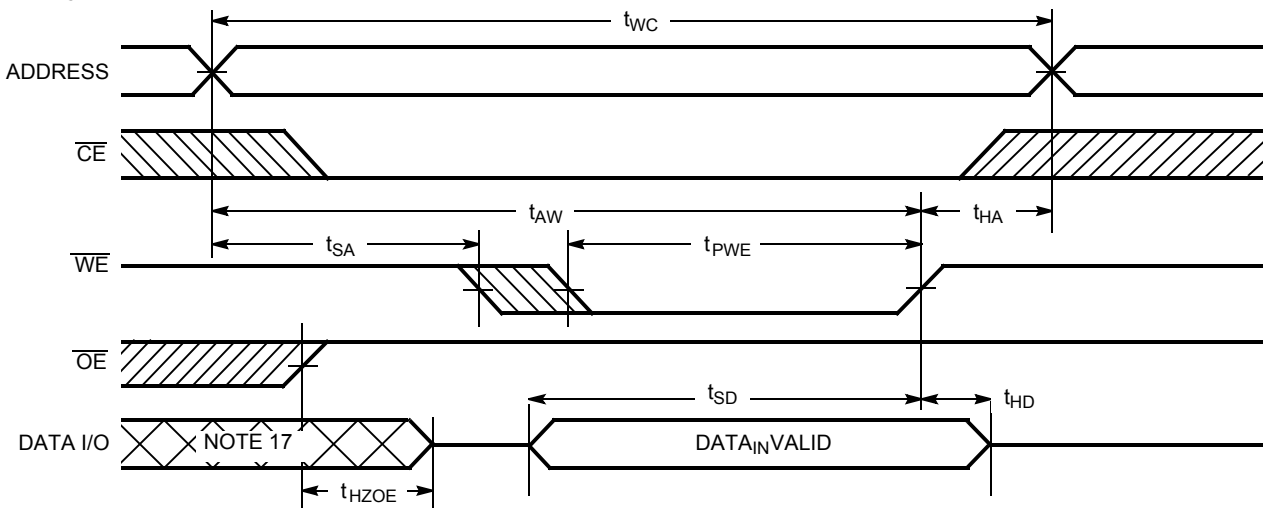 tWC
ADDRESS
CE
tAW
tHA
tSA
tPWE
WE
OE
tSD
tHD
DATA I/O
NOTE 17
DATAINVALID
tHZOE